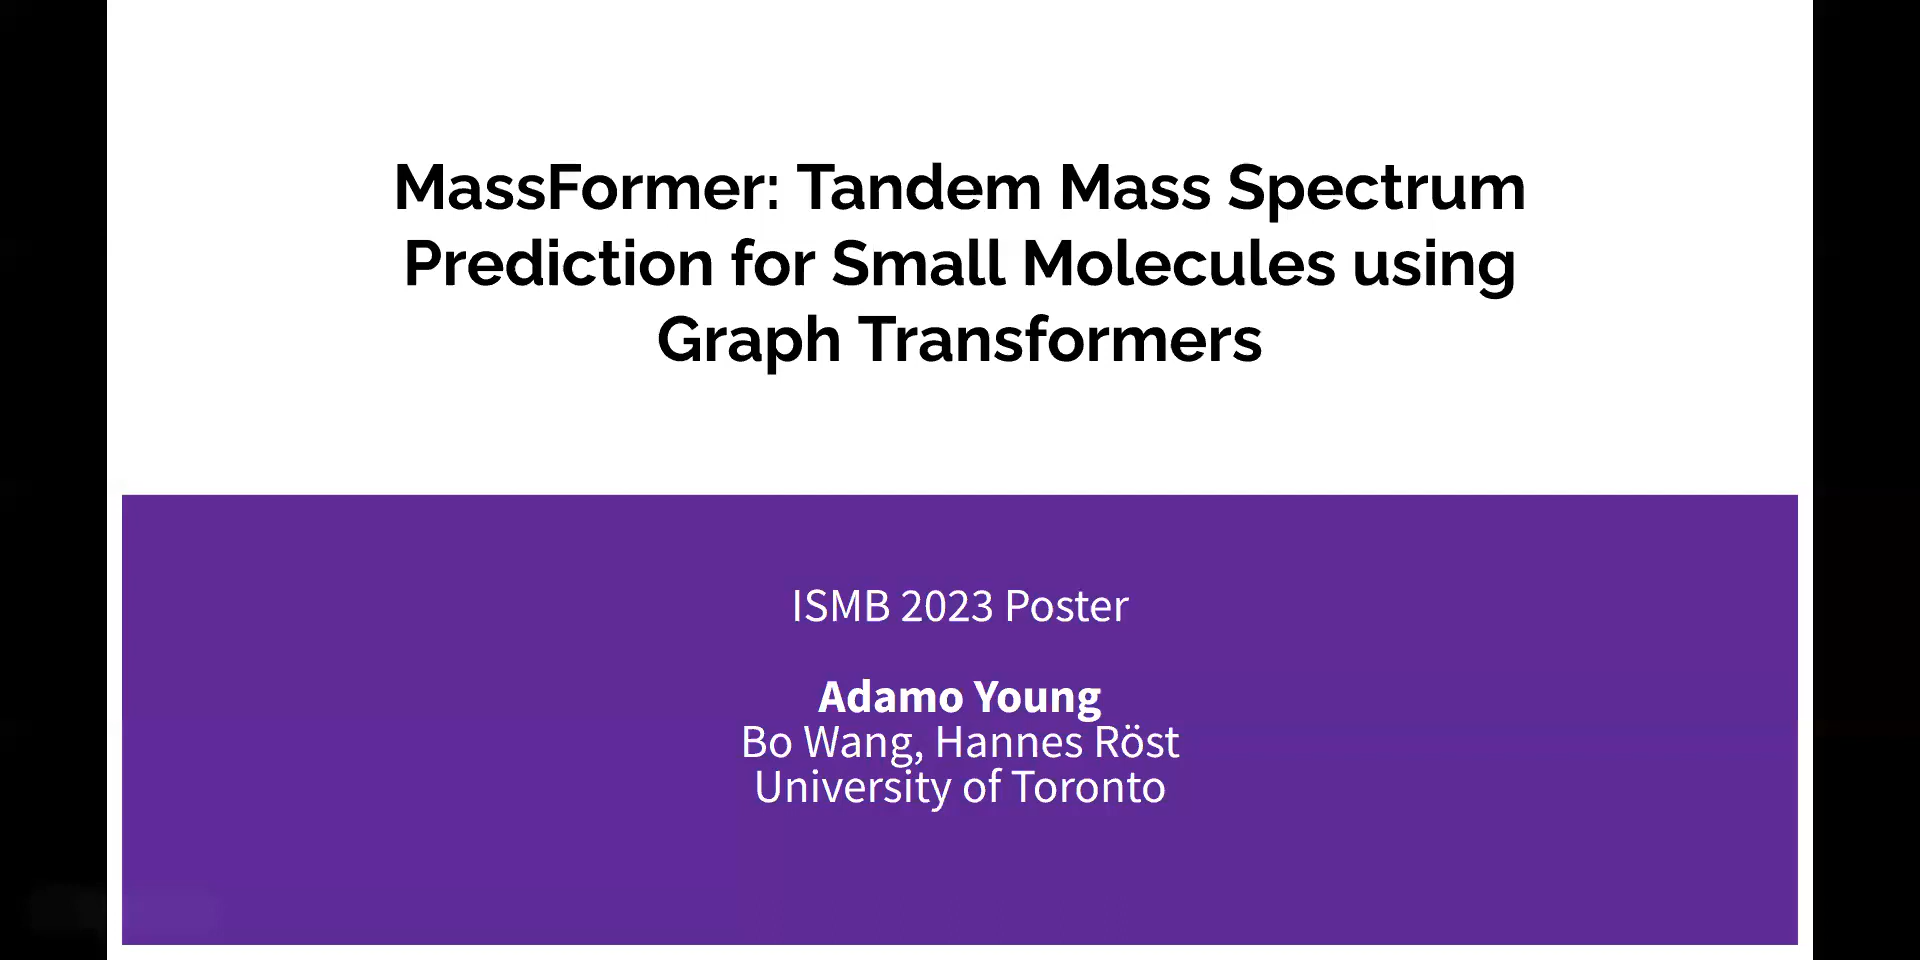 MassFormer: Tandem Mass Spectrum
Prediction for Small Molecules using
Graph Transformers
ISMB 2023 Poster
Adamo Young
Bo Wang, Hannes Röst
University of Toronto